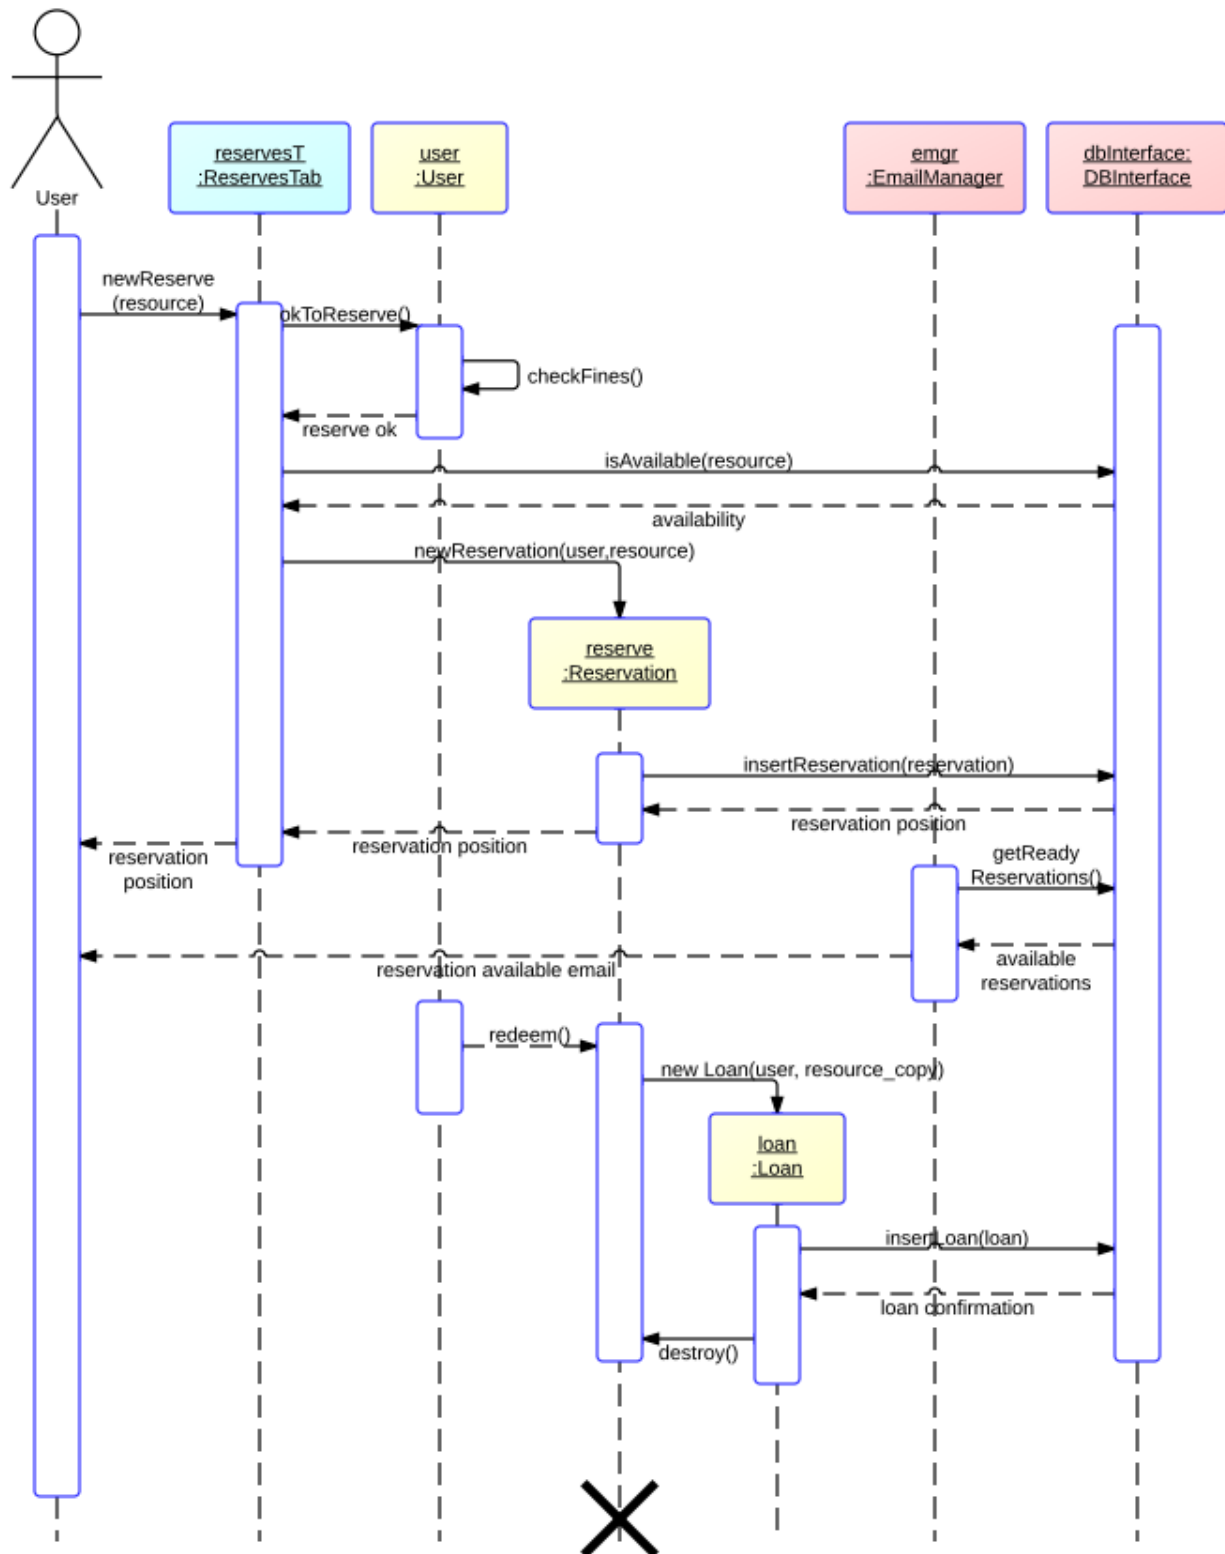 User
reservesT
:ReservesTab
user
:User
emgr
:EmailManager
dbInterface:
DBInterface
newReserve
(resource)
okToReserve()
checkFines()
reserve ok
isAvailable(resource)
availability
newReservation(user,resource)
reserve
:Reservation
insertReservation(reservation)
reservation position
reservation position
reservation
position
getReady
Reservations()
available
reservations
reservation available email
redeem()
new Loan(user, resource_copy)
loan
:Loan
insertLoan(loan)
loan confirmation
destroy()